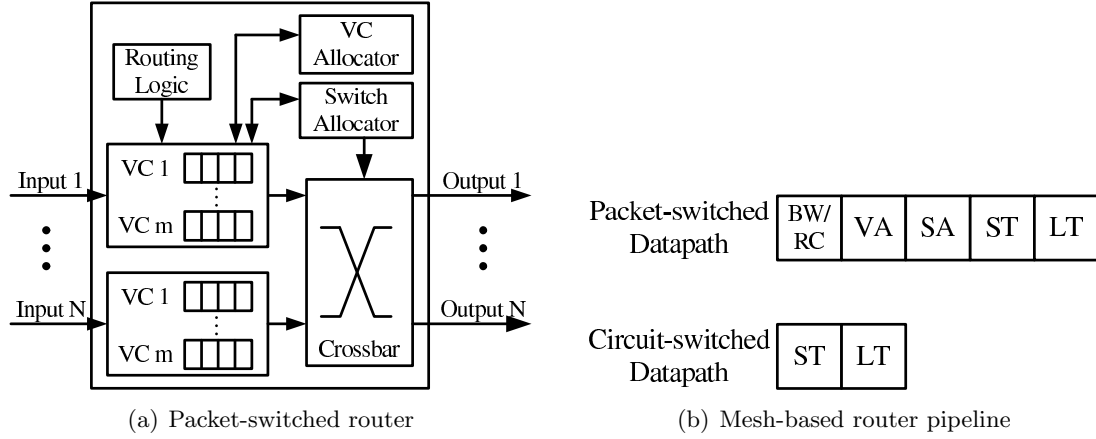 VC
Allocator
Routing
Logic
Switch
Allocator
VC 1
VC m
Input 1
Output 1
Input N
Output N
VC 1
VC m
Crossbar
(a) Packet-switched router
Packet-switched
Datapath
BW/
RC
VA
SA
ST
LT
Circuit-switched
Datapath
ST
LT
(b) Mesh-based router pipeline